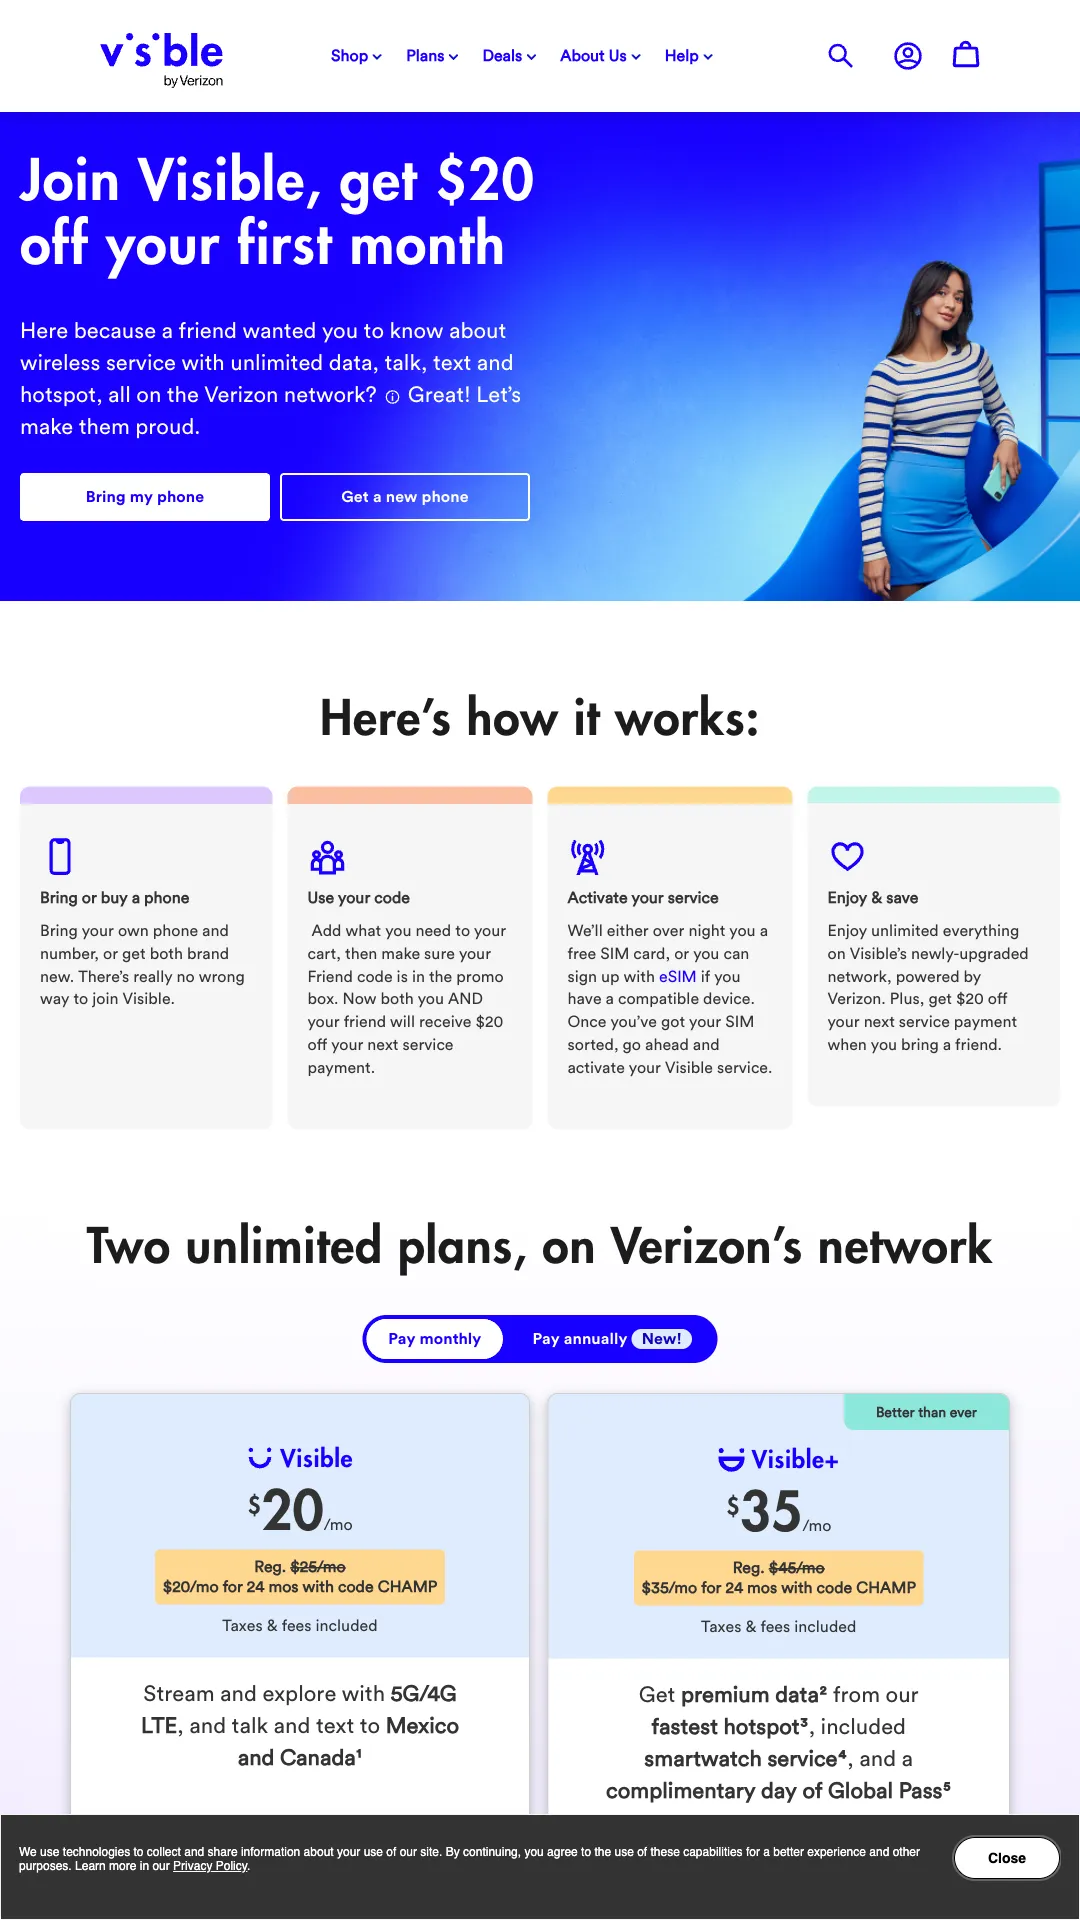 visible
by Verizon
Shop
Plans
Deals
About Us
Help
Join Visible, get $20
off your first month
Here because a friend wanted you to know about
wireless service with unlimited data, talk, text and
hotspot, all on the Verizon network? ⓘ Great! Let’s
make them proud.
Bring my phone
Get a new phone
Here’s how it works:
Bring or buy a phone
Bring your own phone and
number, or get both brand
new. There’s really no wrong
way to join Visible.
Use your code
Add what you need to your
cart, then make sure your
Friend code is in the promo
box. Now both you AND
your friend will receive $20
off your next service
payment.
Activate your service
We’ll either over night you a
free SIM card, or you can
sign up with eSIM if you
have a compatible device.
Once you’ve got your SIM
sorted, go ahead and
activate your Visible service.
Enjoy & save
Enjoy unlimited everything
on Visible’s newly-upgraded
network, powered by
Verizon. Plus, get $20 off
your next service payment
when you bring a friend.
Two unlimited plans, on Verizon’s network
Pay monthly
Pay annually New!
Visible
$20/mo
Reg. $25/mo
$20/mo for 24 mos with code CHAMP
Taxes & fees included
Stream and explore with 5G/4G
LTE, and talk and text to Mexico
and Canada¹
Better than ever
Visible+
$35/mo
Reg. $45/mo
$35/mo for 24 mos with code CHAMP
Taxes & fees included
Get premium data² from our
fastest hotspot³, included
smartwatch service⁴, and a
complimentary day of Global Pass⁵
We use technologies to collect and share information about your use of our site. By continuing, you agree to the use of these capabilities for a better experience and other
purposes. Learn more in our Privacy Policy.
Close